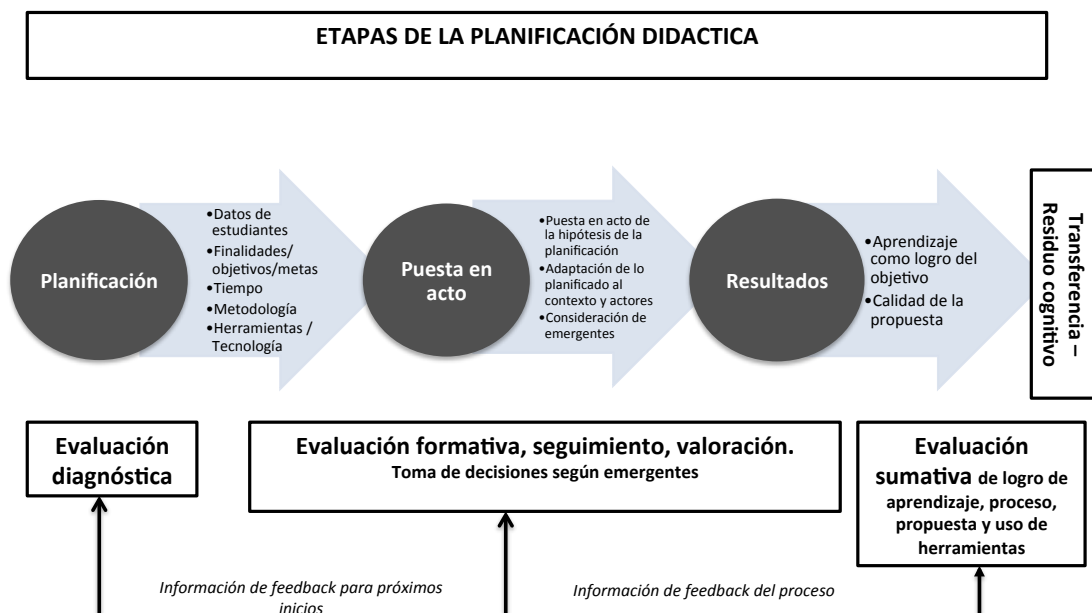 ETAPAS DE LA PLANIFICACIÓN DIDACTICA
Planificación
•Datos de
estudiantes
•Finalidades/
objetivos/metas
•Tiempo
•Metodología
•Herramientas /
Tecnología
Puesta en
acto
•Puesta en acto de
la hipótesis de la
planificación
•Adaptación de lo
planificado al
contexto y actores
•Consideración de
emergentes
Resultados
•Aprendizaje
como logro del
objetivo
•Calidad de la
propuesta
Transferencia –
Residuo cognitivo
Evaluación
diagnóstica
Evaluación formativa, seguimiento, valoración.
Toma de decisiones según emergentes
Evaluación
sumativa de logro de
aprendizaje, proceso,
propuesta y uso de
herramientas
Información de feedback para próximos
inicios
Información de feedback del proceso